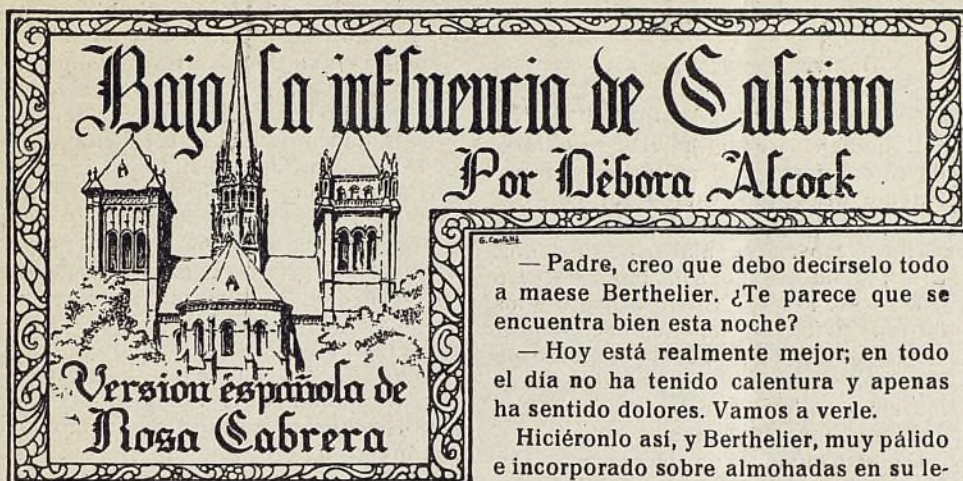 Bajo la influencia de Calvino
Por Débora Alcock
Versión española de
Rosa Cabrera
— Padre, creo que debo decírselo todo
a maese Berthelier. ¿Te parece que se
encuentra bien esta noche?
— Hoy está realmente mejor; en todo
el día no ha tenido calentura y apenas
ha sentido dolores. Vamos a verle.
Hiciéronlo así, y Berthelier, muy pálido
e incorporado sobre almohadas en su le-